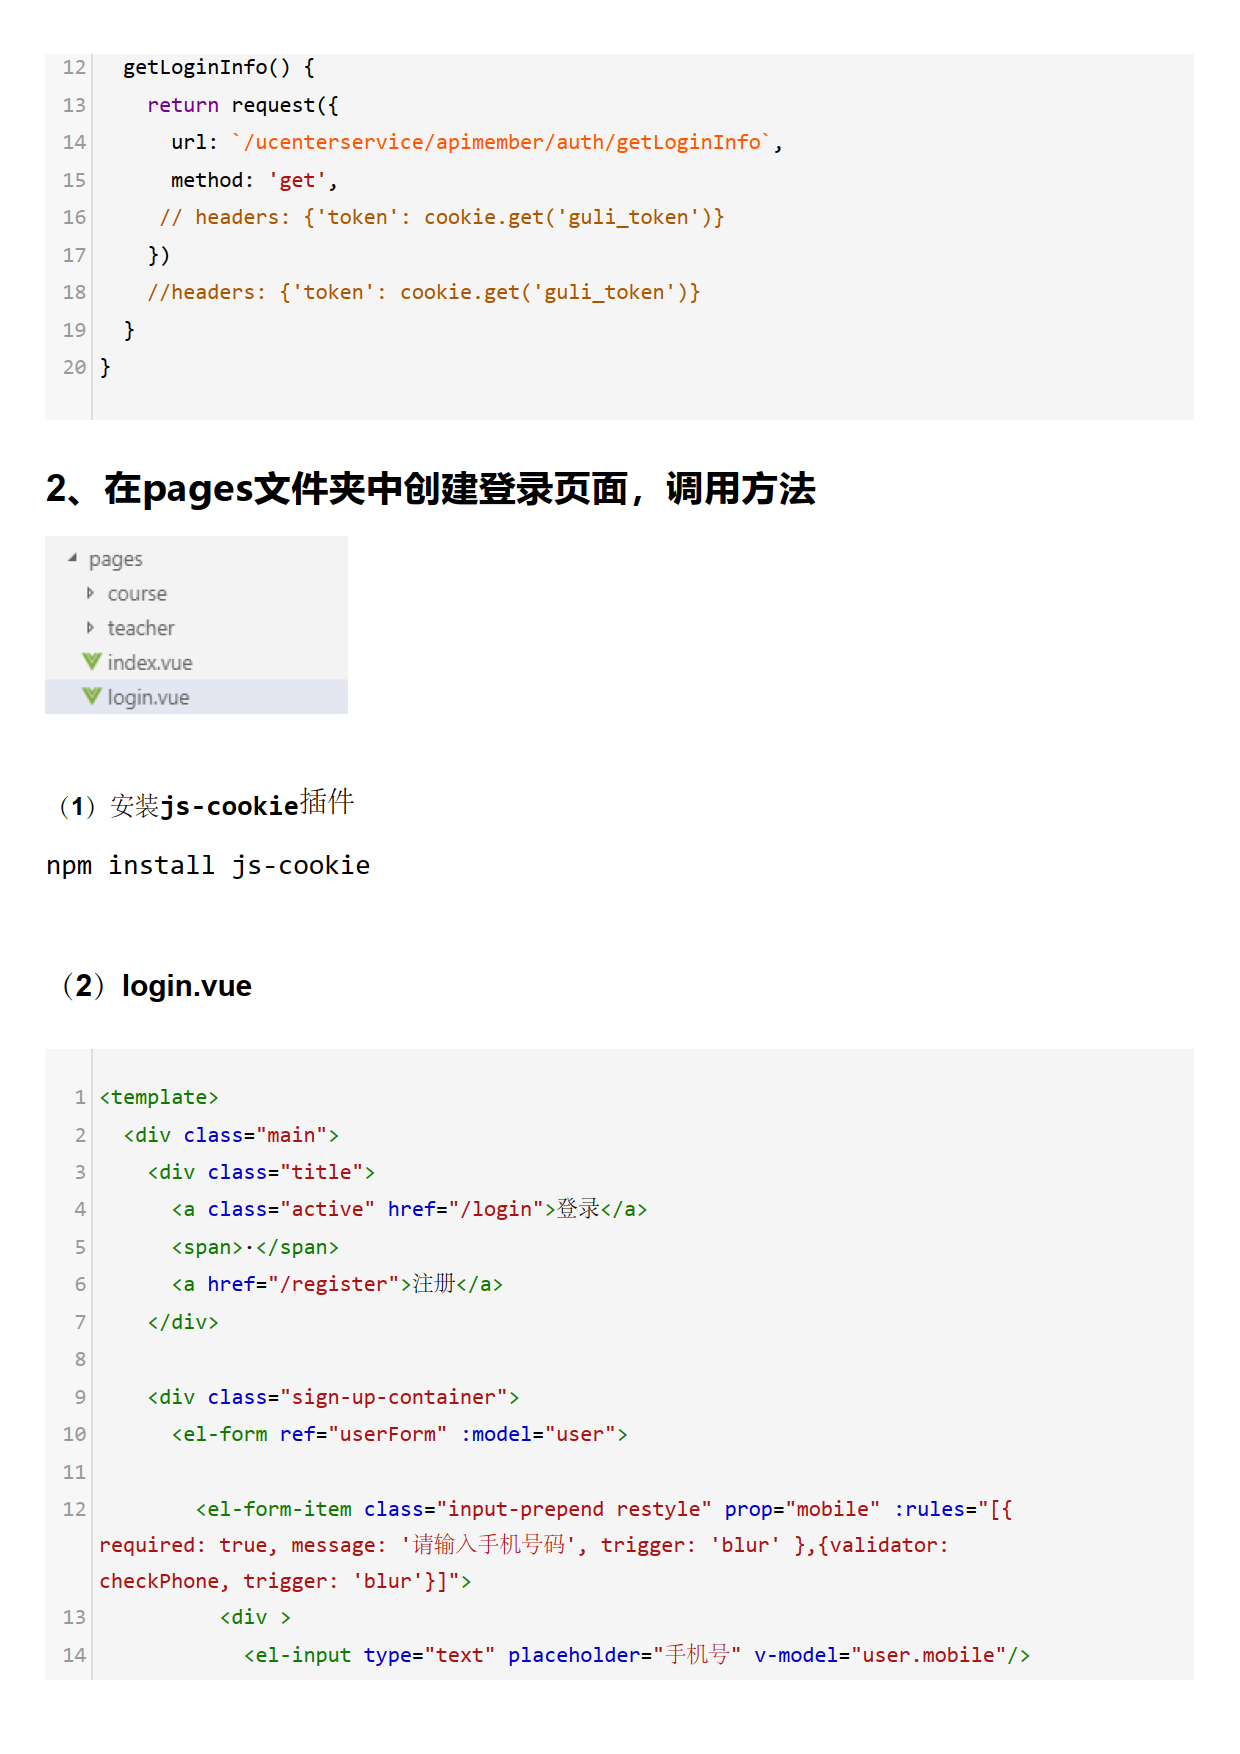 12   getLoginInfo() {
13     return request({
14       url: `/ucenterservice/apimember/auth/getLoginInfo`,
15       method: 'get',
16      // headers: {'token': cookie.get('guli_token')}
17     })
18     //headers: {'token': cookie.get('guli_token')}
19   }
20 }
2、在pages文件夹中创建登录页面，调用方法
pages
course
teacher
index.vue
login.vue
（1）安装js-cookie插件
npm install js-cookie
（2）login.vue
1 <template>
2   <div class="main">
3     <div class="title">
4       <a class="active" href="/login">登录</a>
5       <span>·</span>
6       <a href="/register">注册</a>
7     </div>
8
9     <div class="sign-up-container">
10       <el-form ref="userForm" :model="user">
11
12         <el-form-item class="input-prepend restyle" prop="mobile" :rules="[{
required: true, message: '请输入手机号码', trigger: 'blur' },{validator:
checkPhone, trigger: 'blur'}]">
13           <div >
14             <el-input type="text" placeholder="手机号" v-model="user.mobile"/>